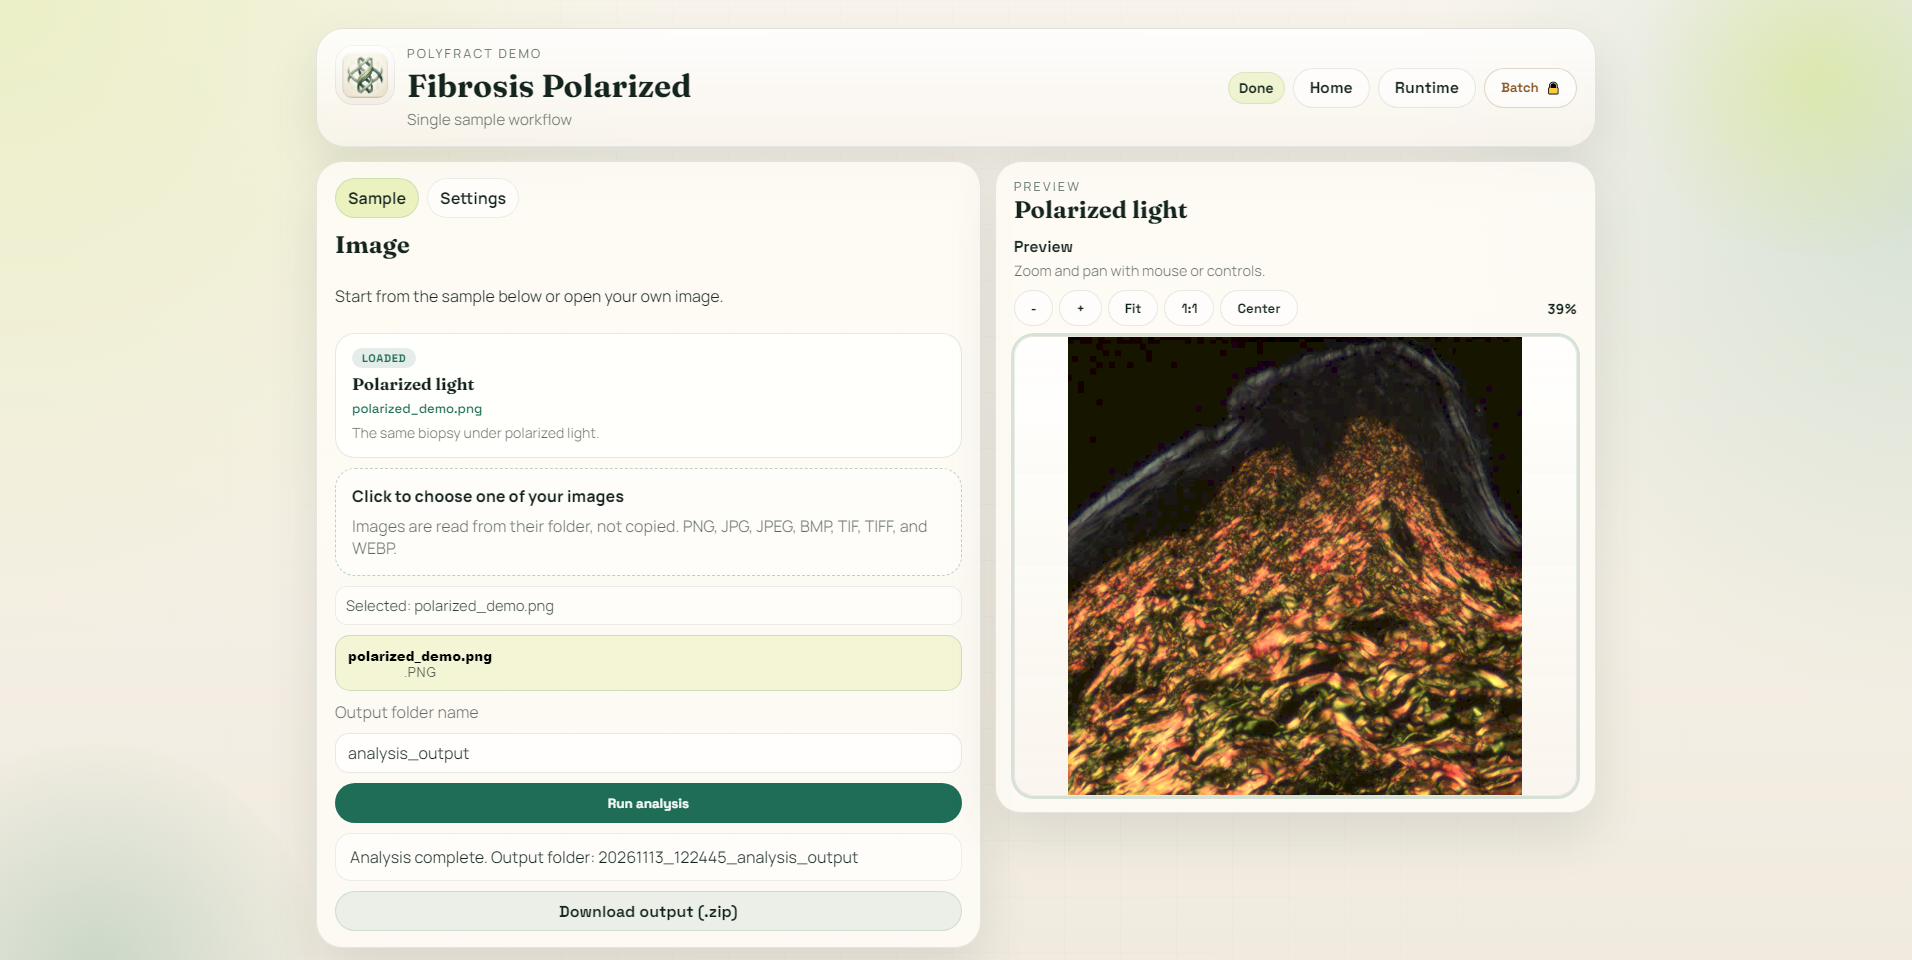 POLYFRACT DEMO
Fibrosis Polarized
Single sample workflow
Done
Home
Runtime
Batch
Sample
Settings
Image
Start from the sample below or open your own image.
LOADED
Polarized light
polarized_demo.png
The same biopsy under polarized light.
Click to choose one of your images
Images are read from their folder, not copied. PNG, JPG, JPEG, BMP, TIF, TIFF, and
WEBP.
Selected: polarized_demo.png
polarized_demo.png
.PNG
Output folder name
analysis_output
Run analysis
Analysis complete. Output folder: 20261113_122445_analysis_output
Download output (.zip)
PREVIEW
Polarized light
Preview
Zoom and pan with mouse or controls.
-
+
Fit
1:1
Center
39%